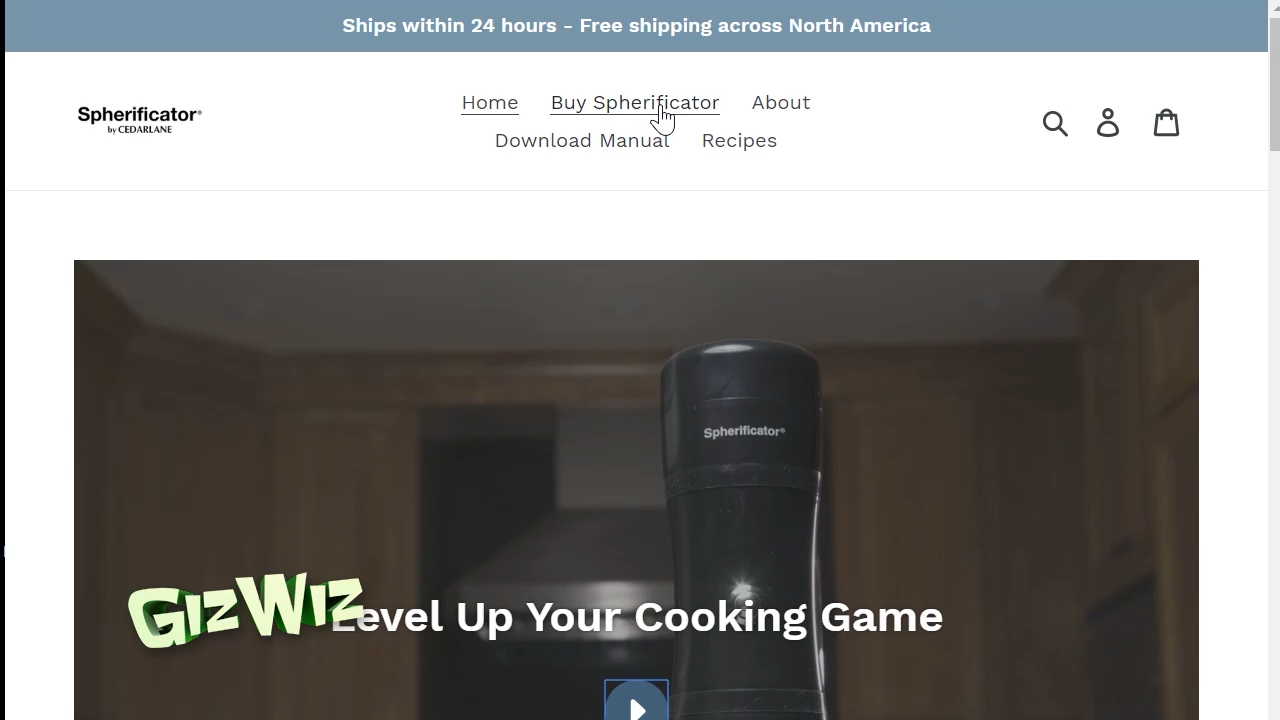 Ships within 24 hours - Free shipping across North America
Home Buy Spherificator About
Spherificator®
by CEDARLANE
Download Manual Recipes
Spherificator®
GIZWIZ
Level Up Your Cooking Game